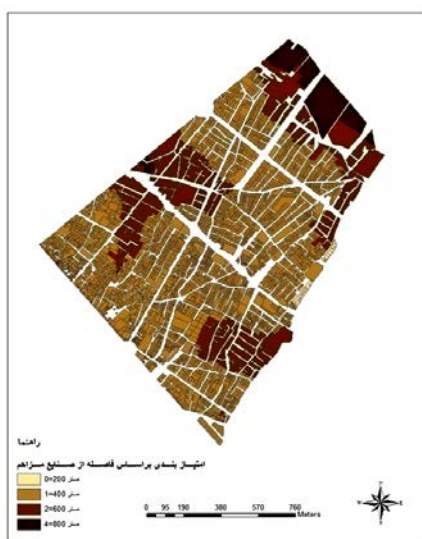 راهنما
امتیاز بندی براساس فاصله از صنایع مزاحم
0=200 متر
1=400 متر
2=600 متر
4=800 متر
0 95 190 380 570 760
Meters
N
W E
S